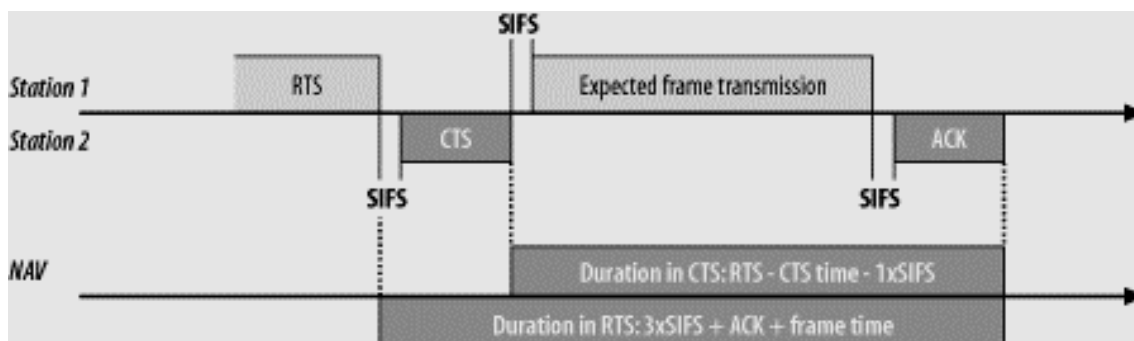 SIFS
Station 1
RTS
Expected frame transmission
Station 2
CTS
ACK
SIFS
SIFS
NAV
Duration in CTS: RTS - CTS time - 1xSIFS
Duration in RTS: 3xSIFS + ACK + frame time